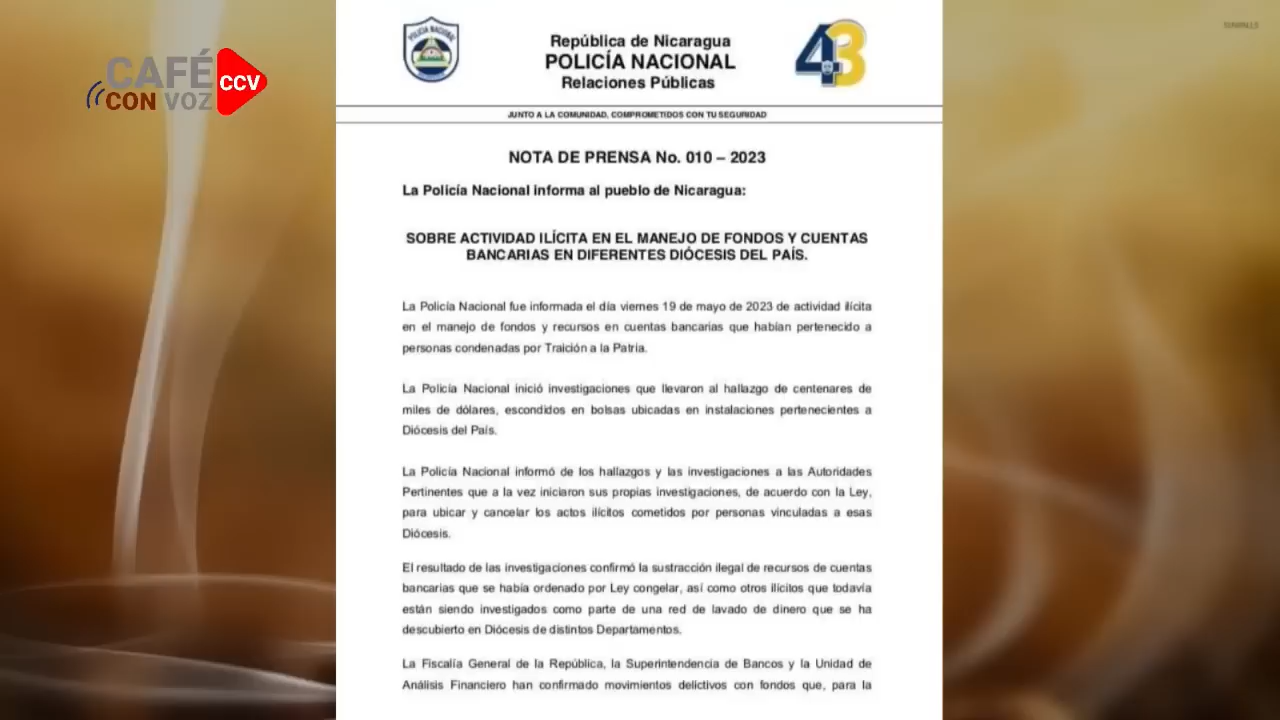 CAFÉ
CON VOZ
CCV
POLICÍA NACIONAL
República de Nicaragua
POLICÍA NACIONAL
Relaciones Públicas
43
JUNTO A LA COMUNIDAD, COMPROMETIDOS CON TU SEGURIDAD
NOTA DE PRENSA No. 010 – 2023
La Policía Nacional informa al pueblo de Nicaragua:
SOBRE ACTIVIDAD ILÍCITA EN EL MANEJO DE FONDOS Y CUENTAS
BANCARIAS EN DIFERENTES DIÓCESIS DEL PAÍS.
La Policía Nacional fue informada el día viernes 19 de mayo de 2023 de actividad ilícita
en el manejo de fondos y recursos en cuentas bancarias que habían pertenecido a
personas condenadas por Traición a la Patria.
La Policía Nacional inició investigaciones que llevaron al hallazgo de centenares de
miles de dólares, escondidos en bolsas ubicadas en instalaciones pertenecientes a
Diócesis del País.
La Policía Nacional informó de los hallazgos y las investigaciones a las Autoridades
Pertinentes que a la vez iniciaron sus propias investigaciones, de acuerdo con la Ley,
para ubicar y cancelar los actos ilícitos cometidos por personas vinculadas a esas
Diócesis.
El resultado de las investigaciones confirmó la sustracción ilegal de recursos de cuentas
bancarias que se había ordenado por Ley congelar, así como otros ilícitos que todavía
están siendo investigados como parte de una red de lavado de dinero que se ha
descubierto en Diócesis de distintos Departamentos.
La Fiscalía General de la República, la Superintendencia de Bancos y la Unidad de
Análisis Financiero han confirmado movimientos delictivos con fondos que, para la